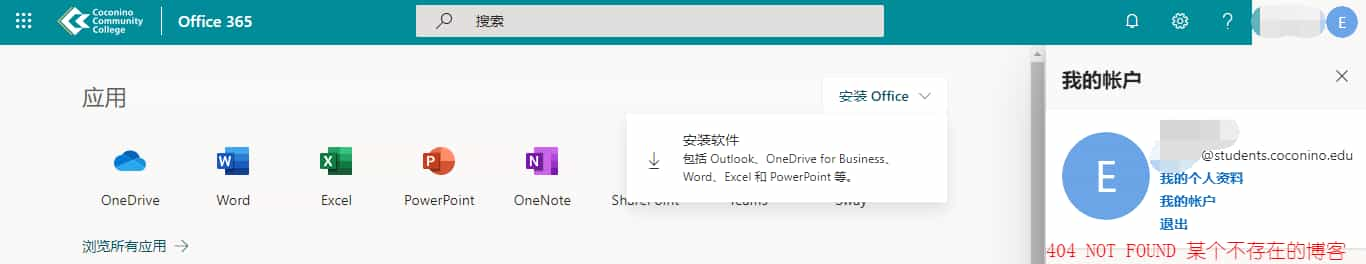 Coconino
Community
College
Office 365
搜索
E
应用
安装 Office
我的帐户
安装软件
包括 Outlook、OneDrive for Business、
Word、Excel 和 PowerPoint 等。
E
@students.coconino.edu
我的个人资料
我的帐户
退出
OneDrive
Word
Excel
PowerPoint
OneNote
SharePoint
Teams
Sway
浏览所有应用
404 NOT FOUND 某个不存在的博客